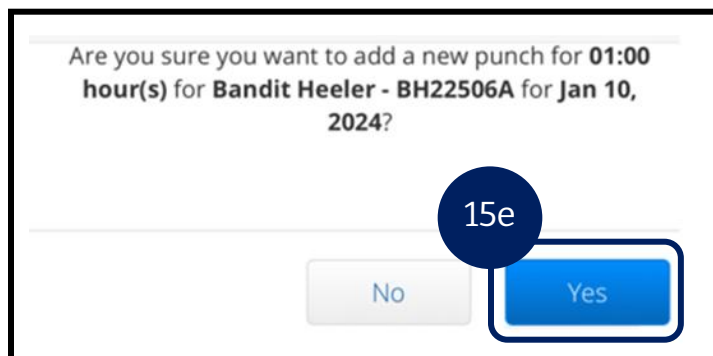 Are you sure you want to add a new punch for 01:00
hour(s) for Bandit Heeler - BH22506A for Jan 10,
2024?
15e
No
Yes